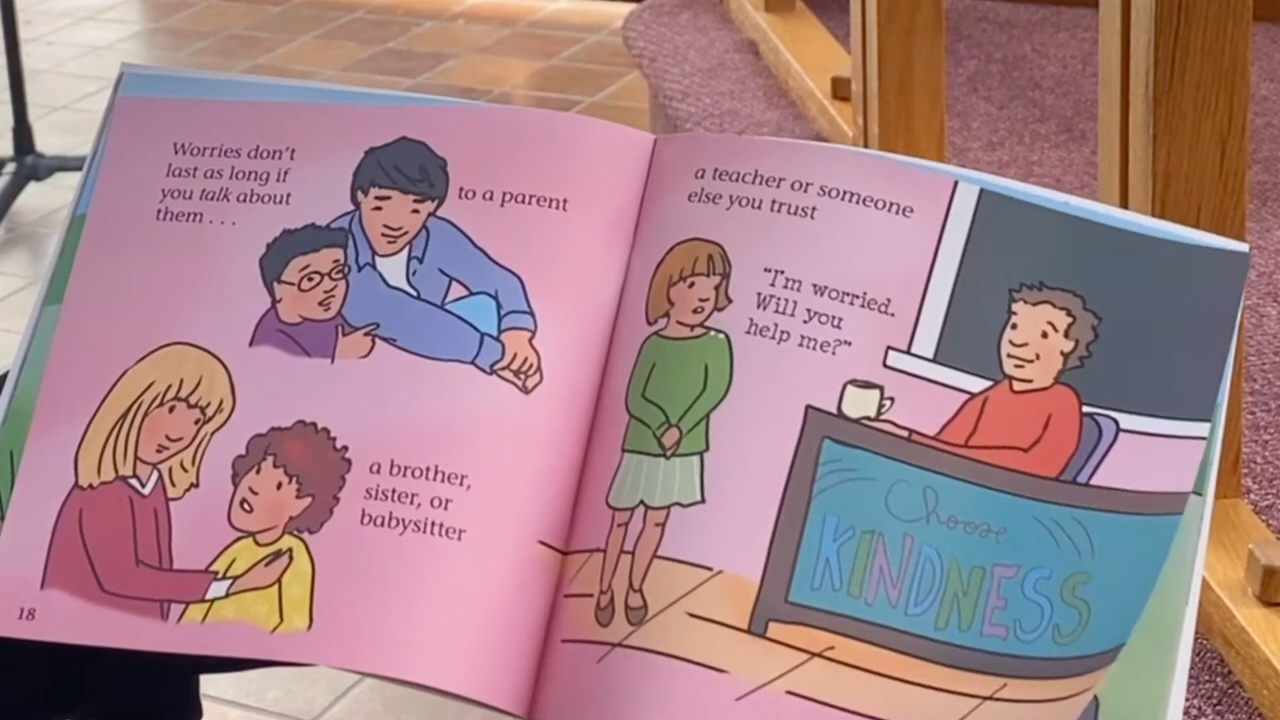 Worries don't
last as long if
you talk about
them . . .
to a parent
a brother,
sister, or
babysitter
18
a teacher or someone
else you trust
"I'm worried.
Will you
help me?"
Choose
KINDNESS